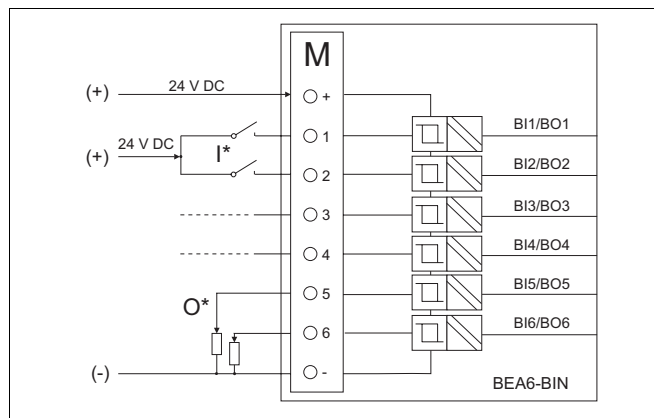 M
(+) 24 V DC +
(+) 24 V DC I* 1 BI1/BO1
2 BI2/BO2
3 BI3/BO3
4 BI4/BO4
O* 5 BI5/BO5
6 BI6/BO6
(-) -
BEA6-BIN